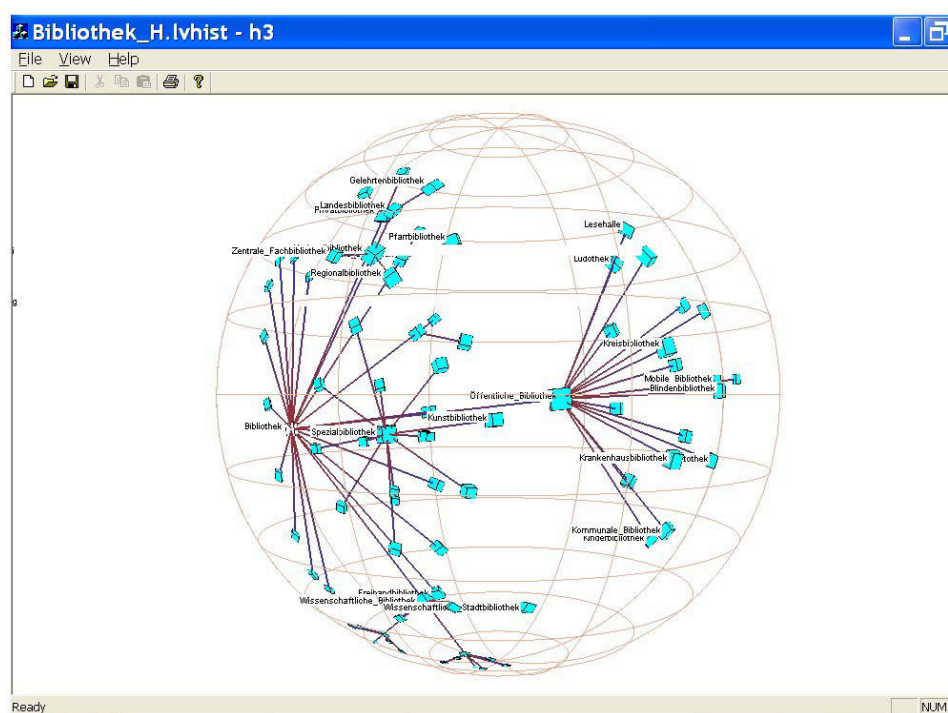 Bibliothek_H.lvhist - h3
File View Help
Gelehrtenbibliothek
Landesbibliothek
Lesehalle
Pfarrbibliothek
Zentrale_Fachbibliothek
Ludothek
Regionalbibliothek
Kreisbibliothek
Mobile_Bibliothek
Blindenbibliothek
Öffentliche_Bibliothek
Kunstbibliothek
Bibliothek
Spezialbibliothek
Krankenhausbibliothek
Kommunale_Bibliothek
Kinderbibliothek
Freihandbibliothek
Wissenschaftliche_Bibliothek
Stadtbibliothek
Ready
NUM